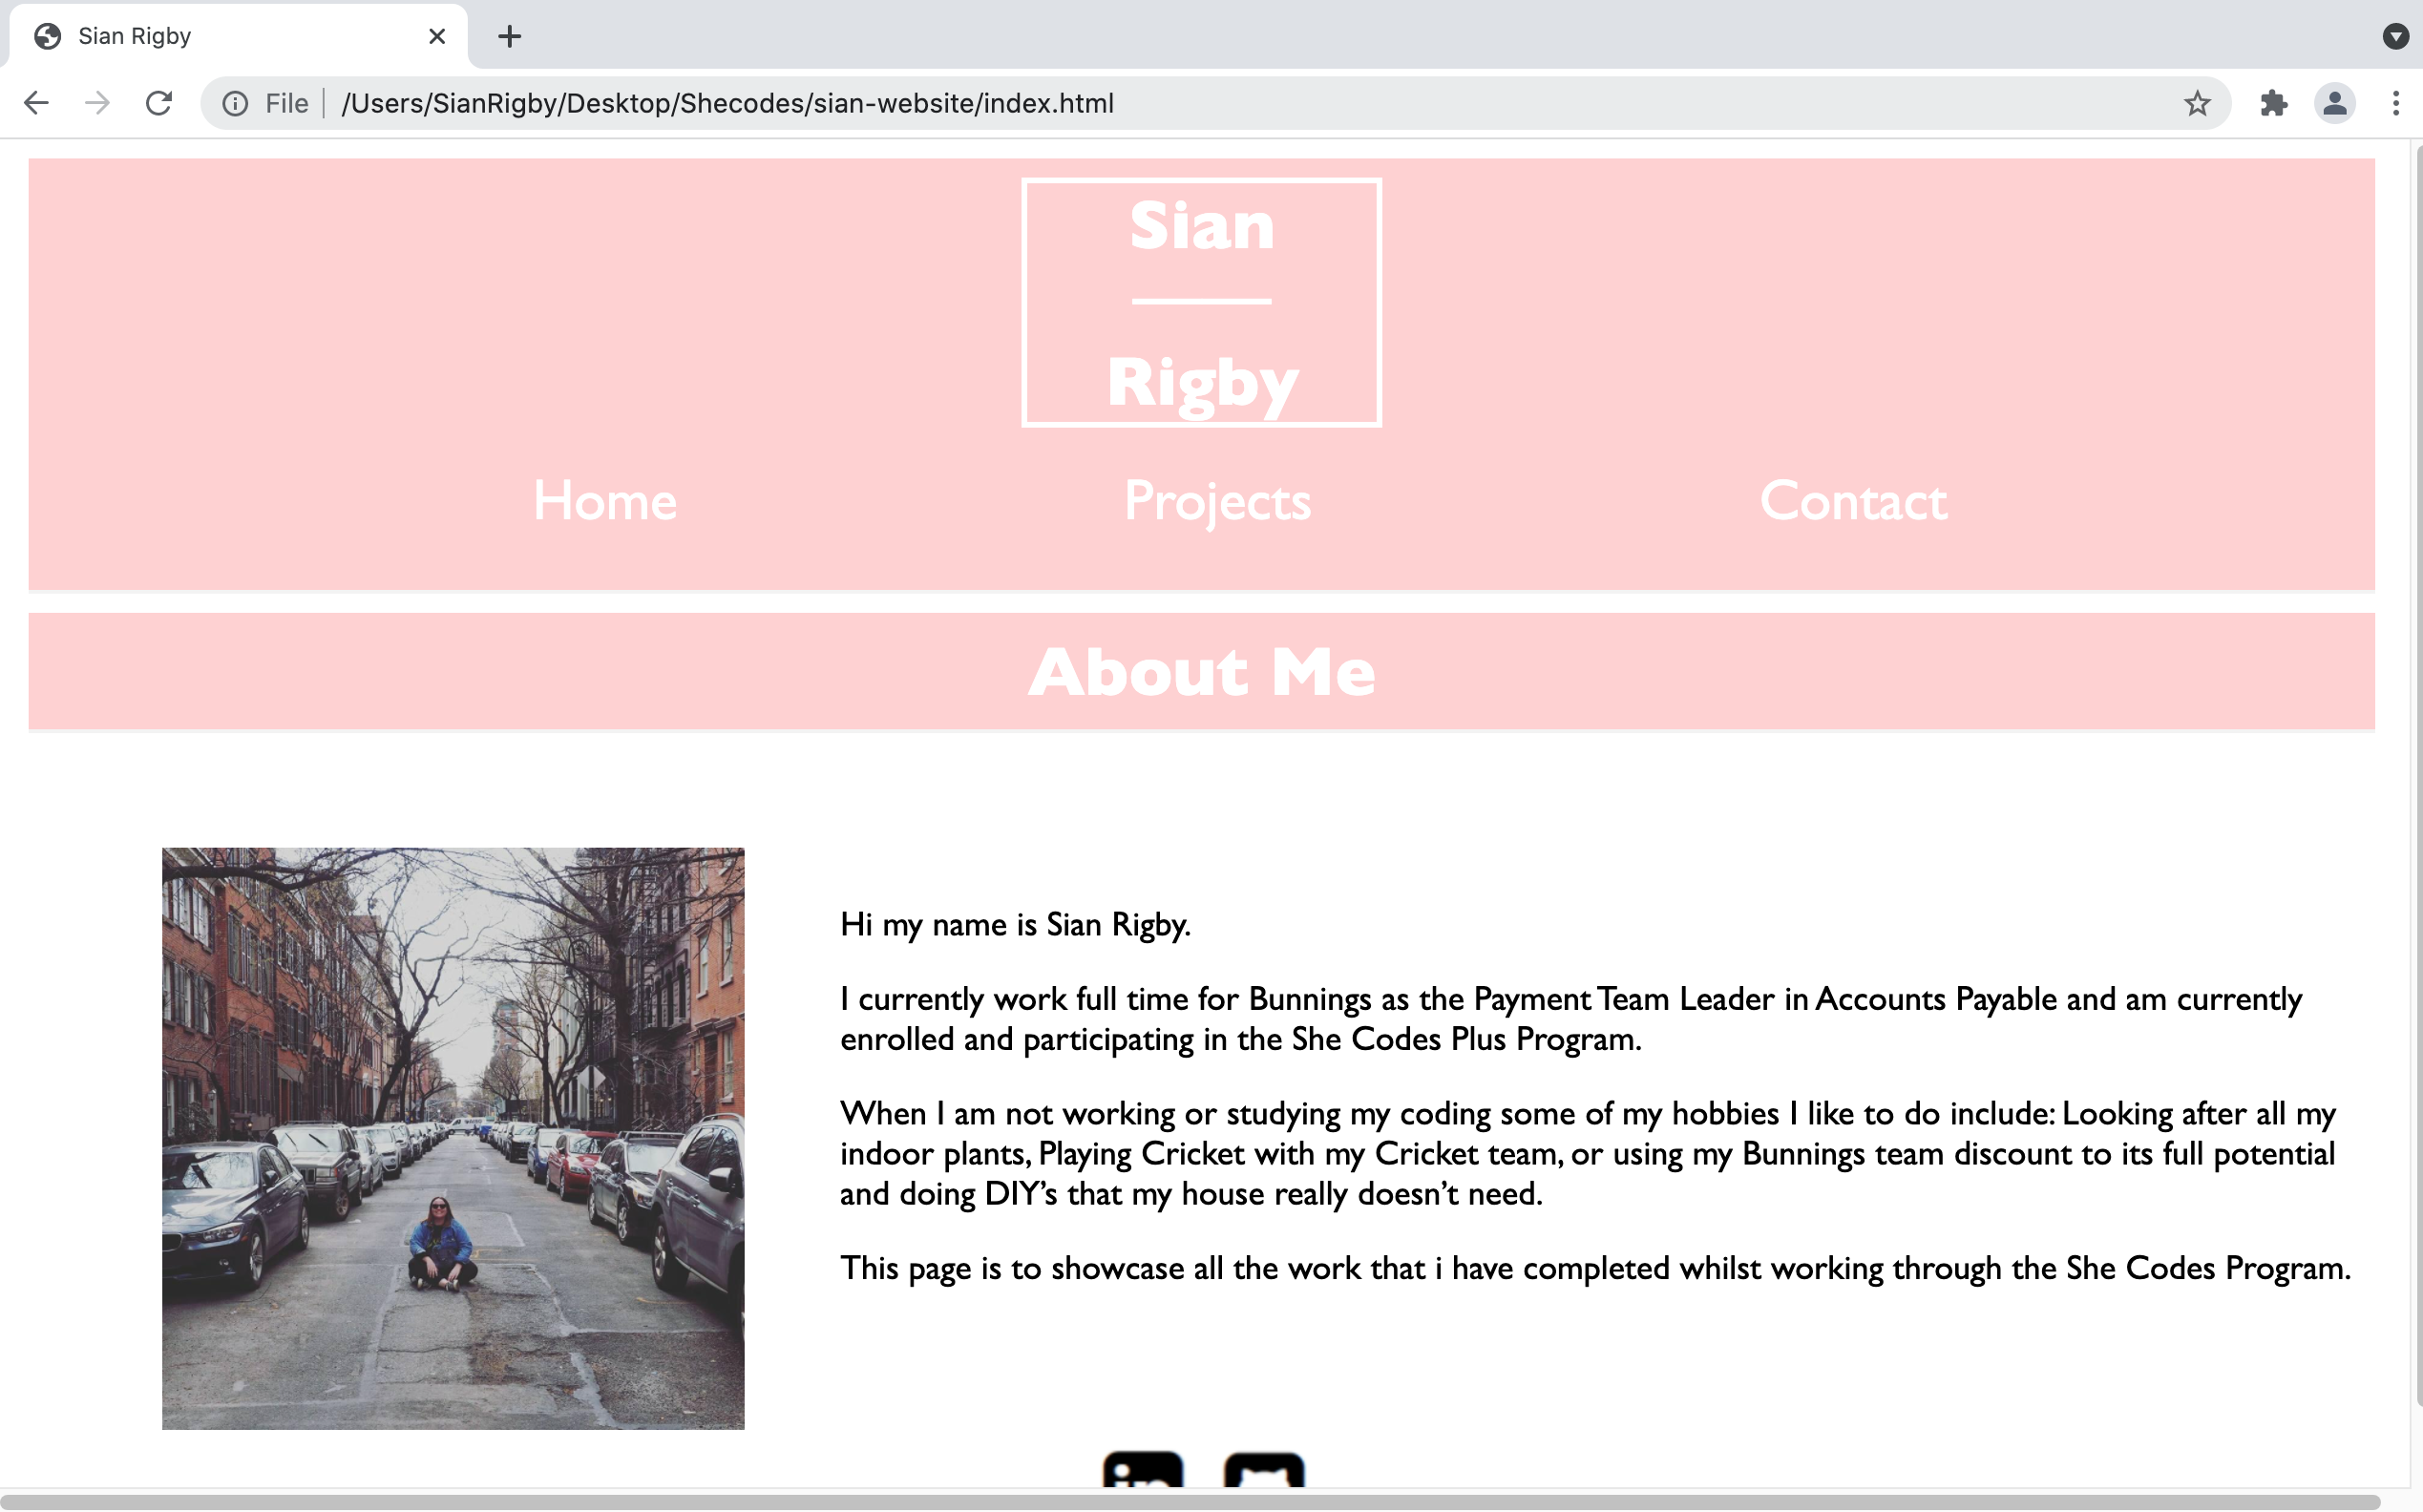 Sian Rigby
File
/Users/SianRigby/Desktop/Shecodes/sian-website/index.html
Sian
Rigby
Home Projects Contact
About Me
Hi my name is Sian Rigby.
I currently work full time for Bunnings as the Payment Team Leader in Accounts Payable and am currently
enrolled and participating in the She Codes Plus Program.
When I am not working or studying my coding some of my hobbies I like to do include: Looking after all my
indoor plants, Playing Cricket with my Cricket team, or using my Bunnings team discount to its full potential
and doing DIY’s that my house really doesn’t need.
This page is to showcase all the work that i have completed whilst working through the She Codes Program.
in